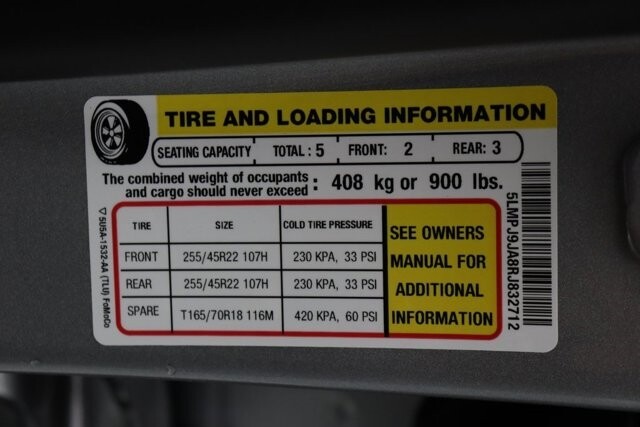 TIRE AND LOADING INFORMATION
SEATING CAPACITY TOTAL : 5 FRONT: 2 REAR: 3
The combined weight of occupants
and cargo should never exceed : 408 kg or 900 lbs.
TIRE SIZE COLD TIRE PRESSURE
FRONT 255/45R22 107H 230 KPA, 33 PSI
REAR 255/45R22 107H 230 KPA, 33 PSI
SPARE T165/70R18 116M 420 KPA, 60 PSI
SEE OWNERS
MANUAL FOR
ADDITIONAL
INFORMATION
5LMPJ9JA8RJ832712
5U5A-1532-AA (TLU) FoMoCo